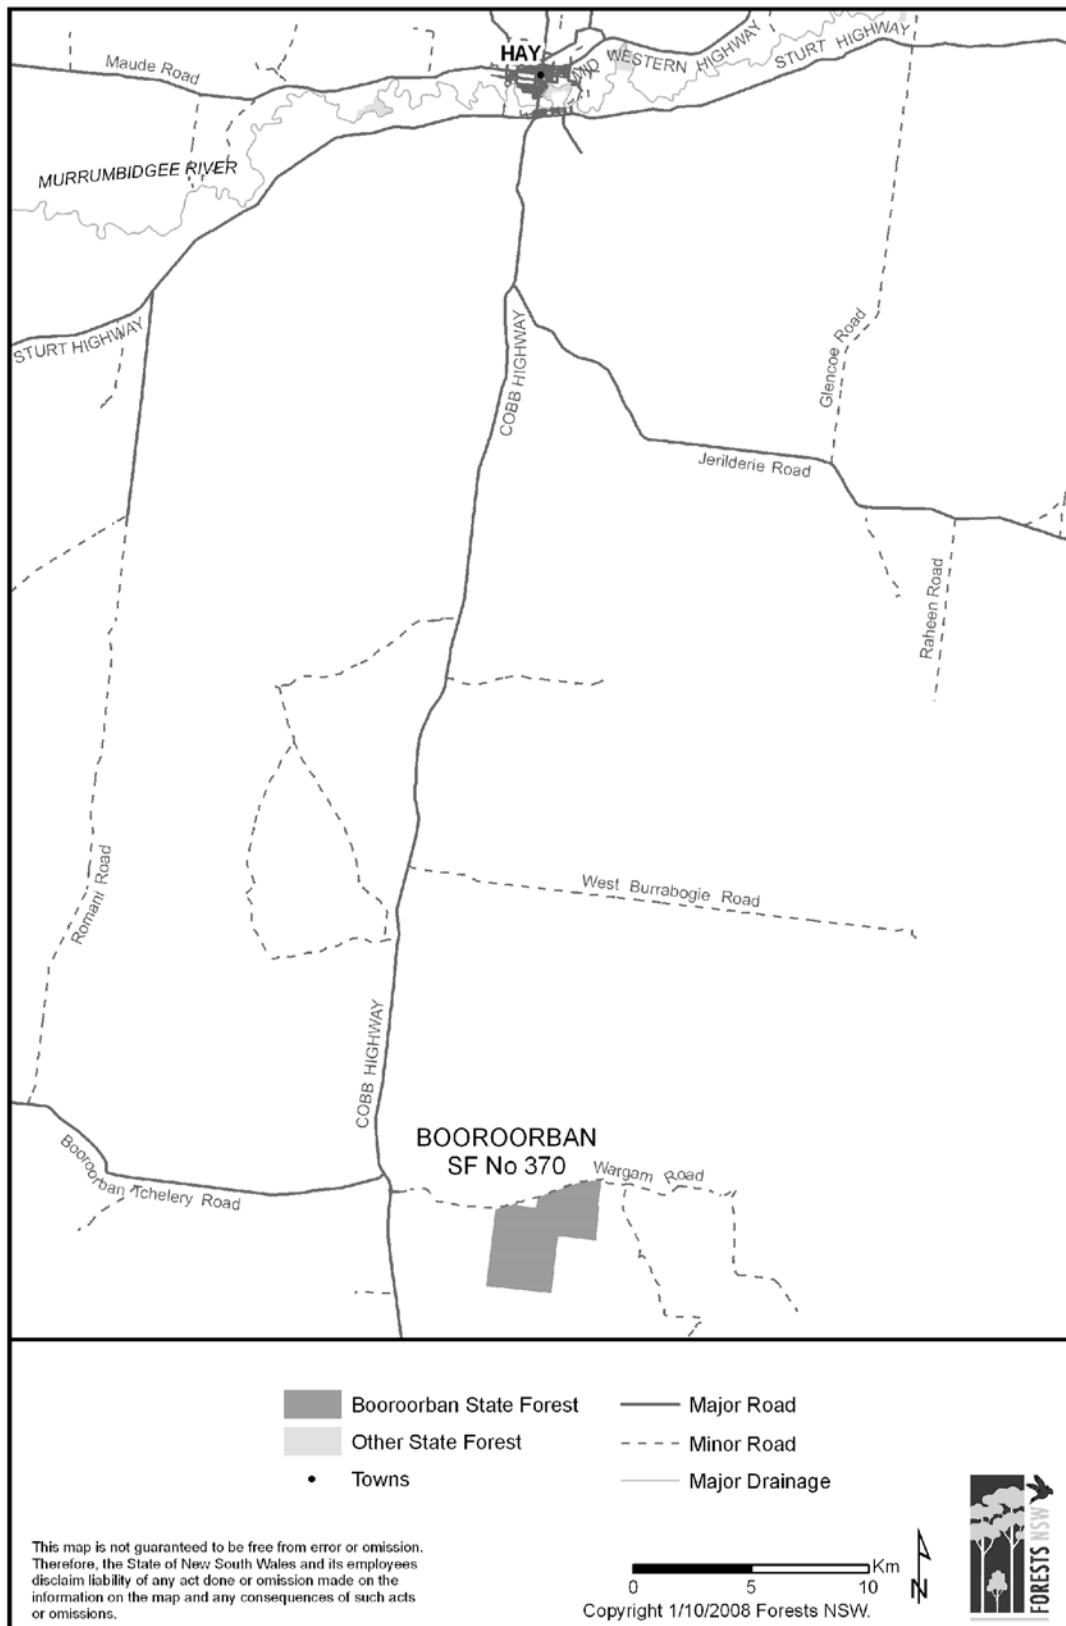 HAY
Maude Road
MID WESTERN HIGHWAY
STURT HIGHWAY
MURRUMBIDGEE RIVER
STURT HIGHWAY
COBB HIGHWAY
Glencoe Road
Jerilderie Road
Raheen Road
Romani Road
West Burrabogie Road
COBB HIGHWAY
BOOROORBAN
SF No 370
Wargam Road
Booroorban Tchelery Road
Booroorban State Forest
Other State Forest
Towns
Major Road
Minor Road
Major Drainage
This map is not guaranteed to be free from error or omission.
Therefore, the State of New South Wales and its employees
disclaim liability of any act done or omission made on the
information on the map and any consequences of such acts
or omissions.
Km
0 5 10
N
Copyright 1/10/2008 Forests NSW.
FORESTS NSW